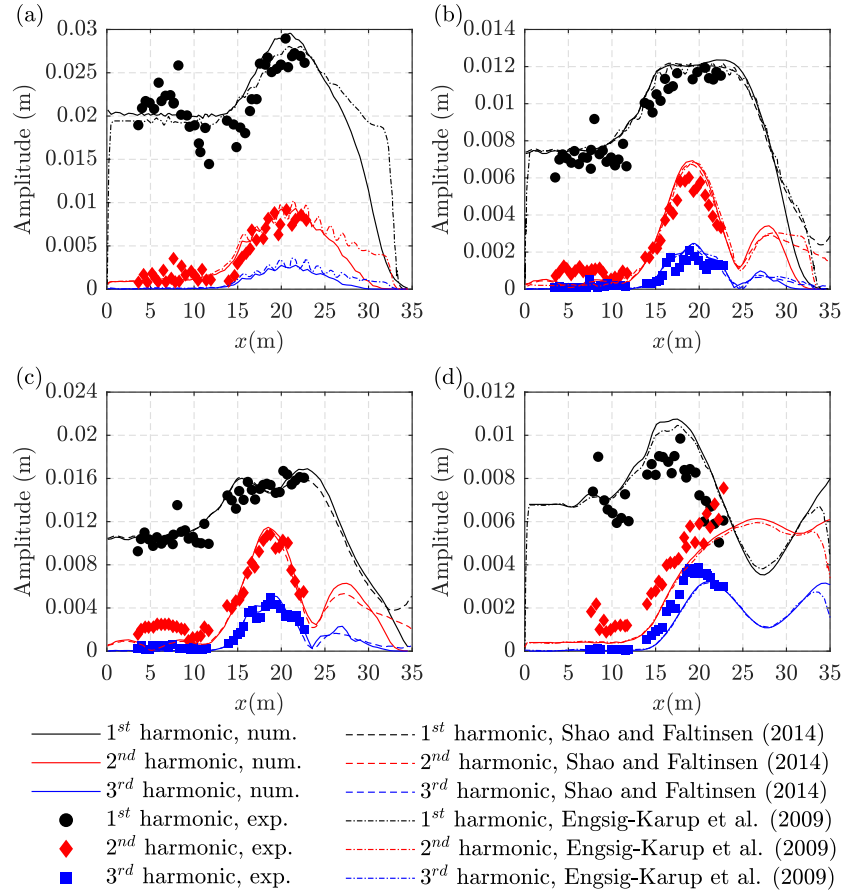 (a)
(b)
0.03
0.025
0.02
0.015
0.01
0.005
0
Amplitude (m)
0 5 10 15 20 25 30 35
x(m)
0.014
0.012
0.01
0.008
0.006
0.004
0.002
0
Amplitude (m)
0 5 10 15 20 25 30 35
x(m)
(c)
(d)
0.024
0.02
0.016
0.012
0.008
0.004
0
Amplitude (m)
0 5 10 15 20 25 30 35
x(m)
0.012
0.01
0.008
0.006
0.004
0.002
0
Amplitude (m)
0 5 10 15 20 25 30 35
x(m)
1st harmonic, num.
2nd harmonic, num.
3rd harmonic, num.
1st harmonic, exp.
2nd harmonic, exp.
3rd harmonic, exp.
1st harmonic, Shao and Faltinsen (2014)
2nd harmonic, Shao and Faltinsen (2014)
3rd harmonic, Shao and Faltinsen (2014)
1st harmonic, Engsig-Karup et al. (2009)
2nd harmonic, Engsig-Karup et al. (2009)
3rd harmonic, Engsig-Karup et al. (2009)